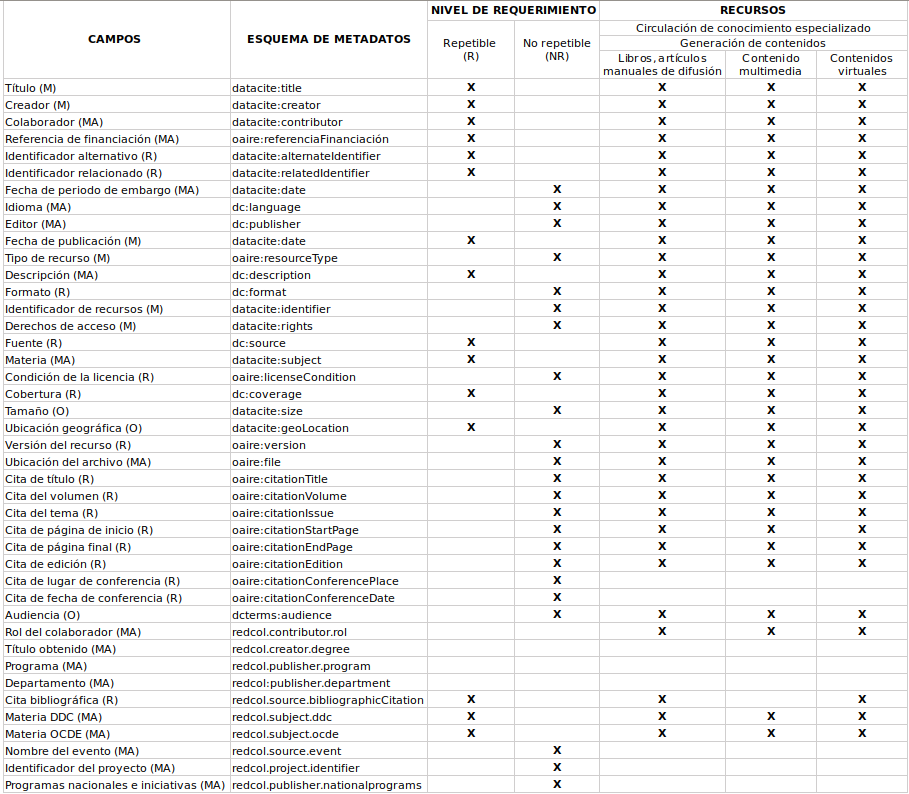 NIVEL DE REQUERIMIENTO RECURSOS
CAMPOS ESQUEMA DE METADATOS Repetible (R) No repetible (NR) Circulación de conocimiento especializado
Generación de contenidos
Libros, artículos manuales de difusión Contenido multimedia Contenidos virtuales
Título (M) datacite:title X X X X
Creador (M) datacite:creator X X X X
Colaborador (MA) datacite:contributor X X X X
Referencia de financiación (MA) oaire:referenciaFinanciación X X X X
Identificador alternativo (R) datacite:alternateIdentifier X X X X
Identificador relacionado (R) datacite:relatedIdentifier X X X X
Fecha de periodo de embargo (MA) datacite:date X X X X
Idioma (MA) dc:language X X X X
Editor (MA) dc:publisher X X X X
Fecha de publicación (M) datacite:date X X X X
Tipo de recurso (M) oaire:resourceType X X X X
Descripción (MA) dc:description X X X X
Formato (R) dc:format X X X X
Identificador de recursos (M) datacite:identifier X X X X
Derechos de acceso (M) datacite:rights X X X X
Fuente (R) dc:source X X X X
Materia (MA) datacite:subject X X X X
Condición de la licencia (R) oaire:licenseCondition X X X X
Cobertura (R) dc:coverage X X X X
Tamaño (O) datacite:size X X X X
Ubicación geográfica (O) datacite:geoLocation X X X X
Versión del recurso (R) oaire:version X X X X
Ubicación del archivo (MA) oaire:file X X X X
Cita de título (R) oaire:citationTitle X X X X
Cita del volumen (R) oaire:citationVolume X X X X
Cita del tema (R) oaire:citationIssue X X X X
Cita de página de inicio (R) oaire:citationStartPage X X X X
Cita de página final (R) oaire:citationEndPage X X X X
Cita de edición (R) oaire:citationEdition X X X X
Cita de lugar de conferencia (R) oaire:citationConferencePlace X
Cita de fecha de conferencia (R) oaire:citationConferenceDate X
Audiencia (O) dcterms:audience X X X X
Rol del colaborador (MA) redcol.contributor.rol X X X
Título obtenido (MA) redcol.creator.degree
Programa (MA) redcol.publisher.program
Departamento (MA) redcol:publisher.department
Cita bibliográfica (R) redcol.source.bibliographicCitation X X X
Materia DDC (MA) redcol.subject.ddc X X X X
Materia OCDE (MA) redcol.subject.ocde X X X X
Nombre del evento (MA) redcol.source.event X
Identificador del proyecto (MA) redcol.project.identifier X
Programas nacionales e iniciativas (MA) redcol.publisher.nationalprograms X